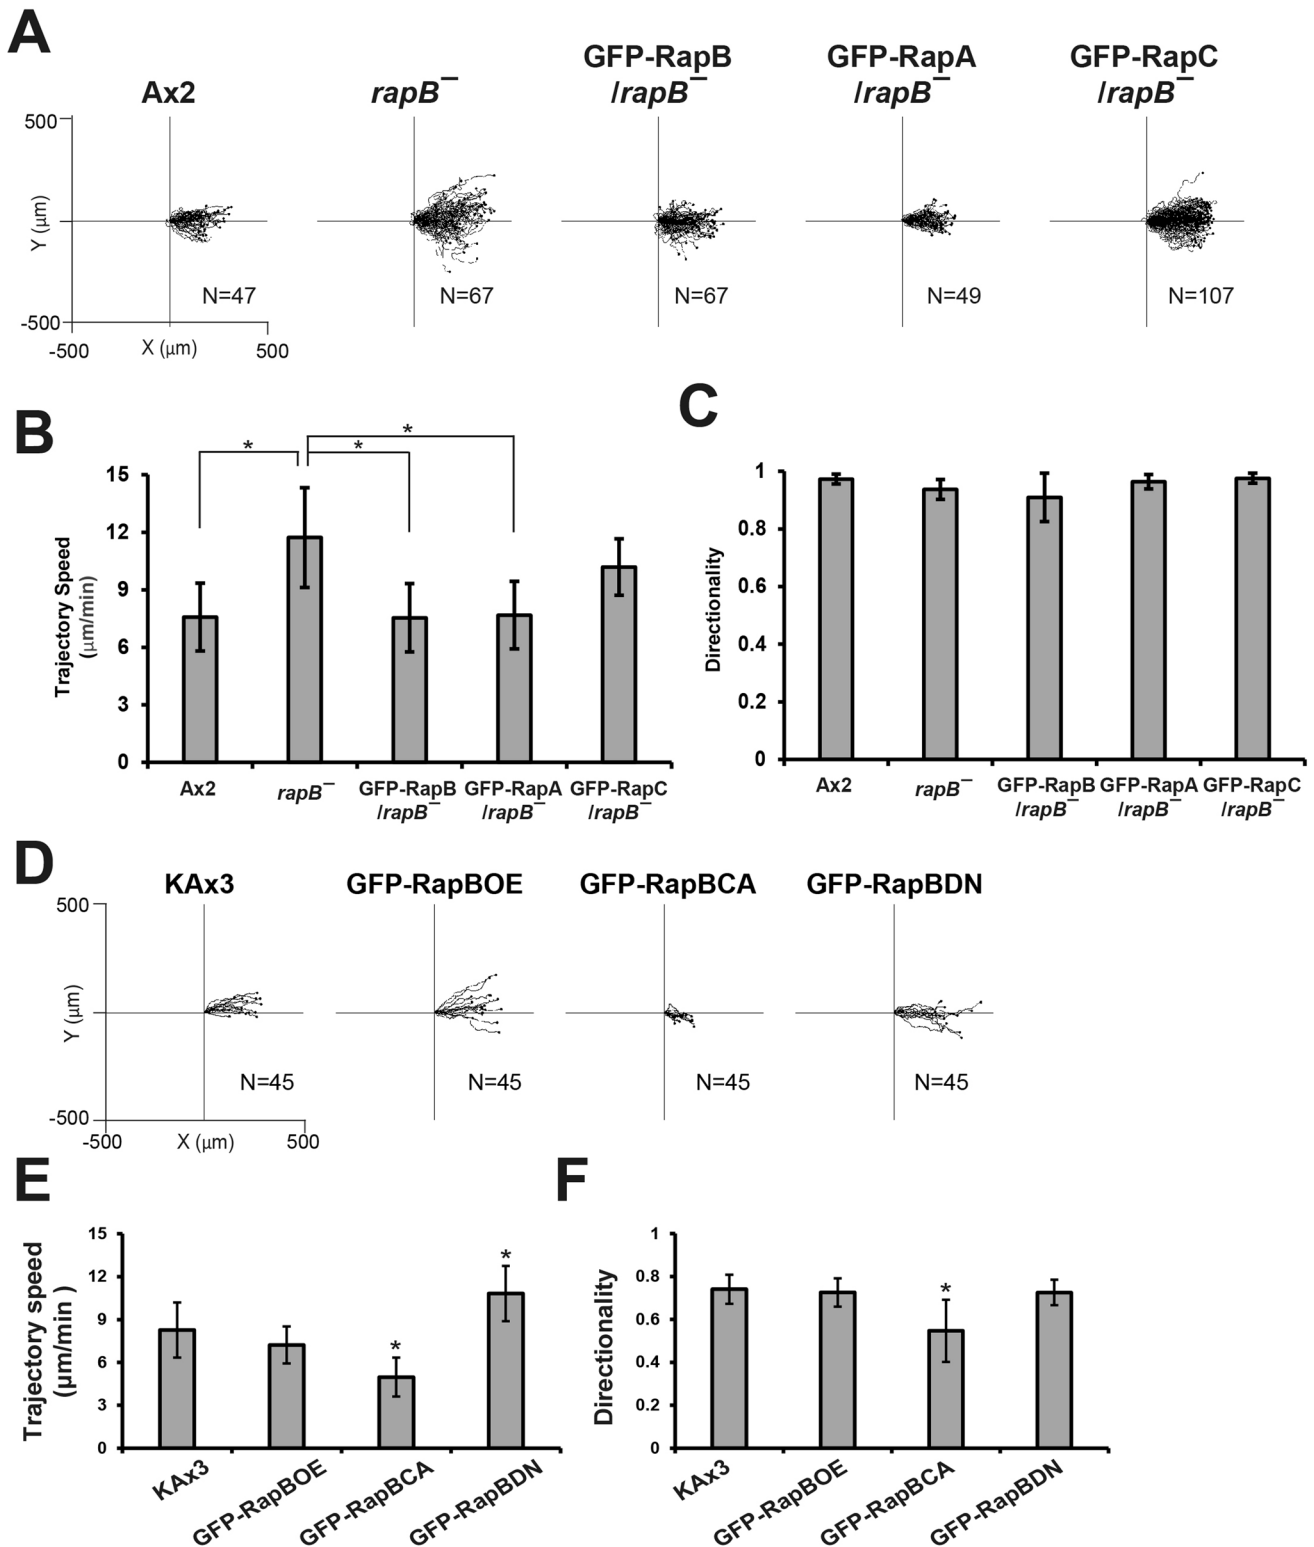 A
Ax2
rapB⁻
GFP-RapB
/rapB⁻
GFP-RapA
/rapB⁻
GFP-RapC
/rapB⁻
500
Y (μm)
-500
-500
X (μm)
500
N=47
N=67
N=67
N=49
N=107
B
*
*
*
15
12
9
6
3
0
Trajectory Speed
(μm/min)
Ax2
rapB⁻
GFP-RapB
/rapB⁻
GFP-RapA
/rapB⁻
GFP-RapC
/rapB⁻
C
1
0.8
0.6
0.4
0.2
0
Directionality
Ax2
rapB⁻
GFP-RapB
/rapB⁻
GFP-RapA
/rapB⁻
GFP-RapC
/rapB⁻
D
KAx3
GFP-RapBOE
GFP-RapBCA
GFP-RapBDN
500
Y (μm)
-500
-500
X (μm)
500
N=45
N=45
N=45
N=45
E
15
12
9
6
3
0
Trajectory speed
(μm/min )
*
*
KAx3
GFP-RapBOE
GFP-RapBCA
GFP-RapBDN
F
1
0.8
0.6
0.4
0.2
0
Directionality
*
KAx3
GFP-RapBOE
GFP-RapBCA
GFP-RapBDN